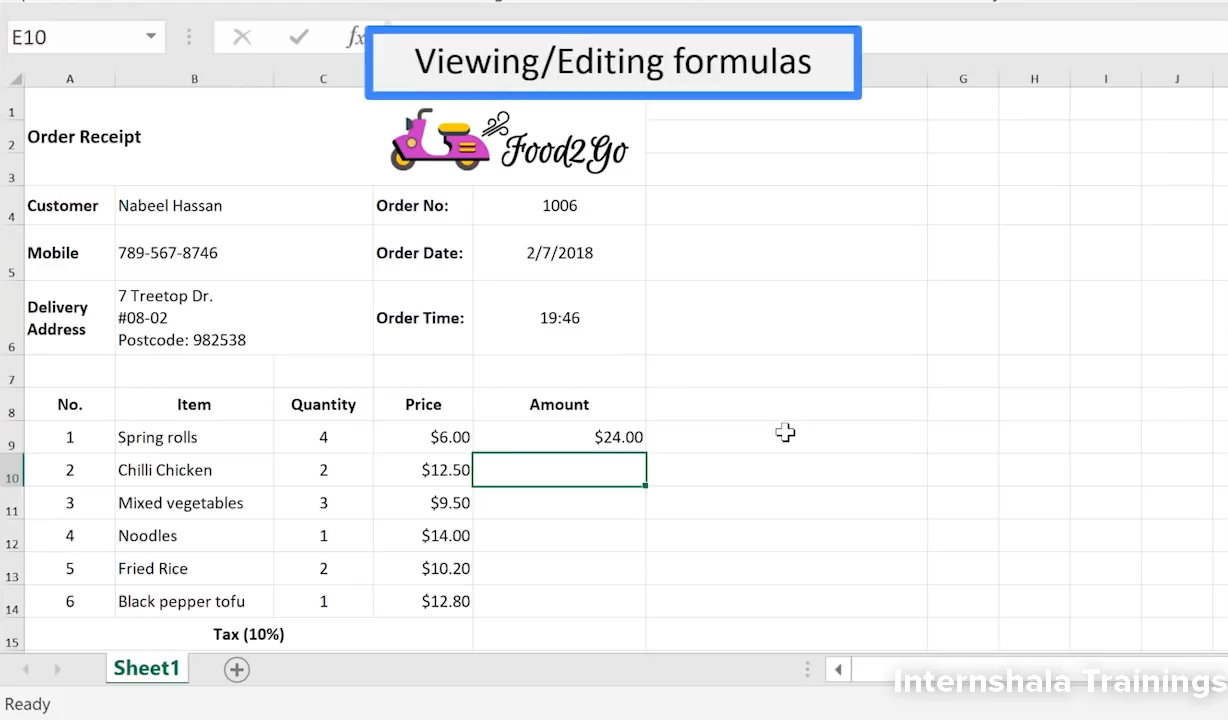 E10
fx
Viewing/Editing formulas
A B C G H I J
1
2 Order Receipt Food2Go
3
4 Customer Nabeel Hassan Order No: 1006
5 Mobile 789-567-8746 Order Date: 2/7/2018
6 Delivery Address 7 Treetop Dr. Order Time: 19:46
#08-02
Postcode: 982538
7
8 No. Item Quantity Price Amount
9 1 Spring rolls 4 $6.00 $24.00
10 2 Chilli Chicken 2 $12.50
11 3 Mixed vegetables 3 $9.50
12 4 Noodles 1 $14.00
13 5 Fried Rice 2 $10.20
14 6 Black pepper tofu 1 $12.80
15 Tax (10%)
Sheet1
Internshala Trainings
Ready